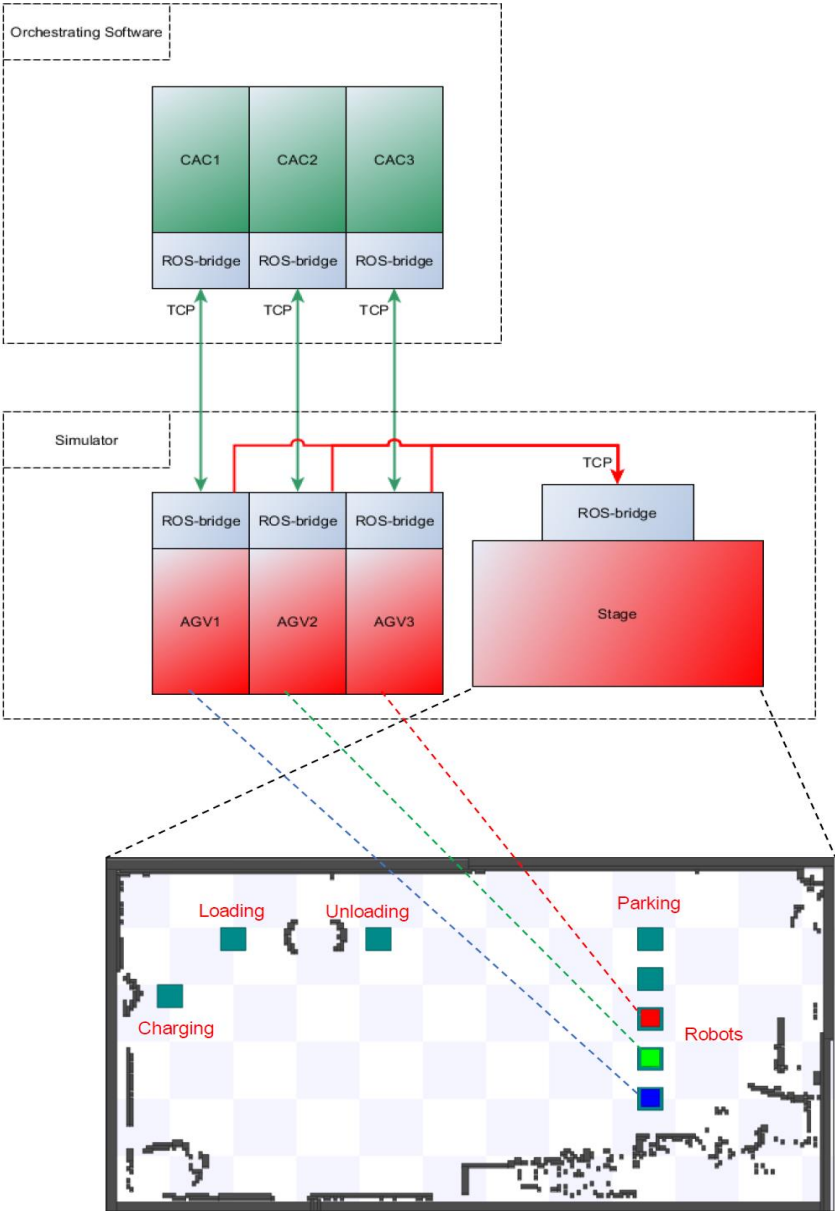 Orchestrating Software
CAC1 CAC2 CAC3
ROS-bridge ROS-bridge ROS-bridge
TCP TCP TCP
Simulator
TCP
ROS-bridge ROS-bridge ROS-bridge ROS-bridge
AGV1 AGV2 AGV3 Stage
Loading Unloading Parking
Charging
Robots